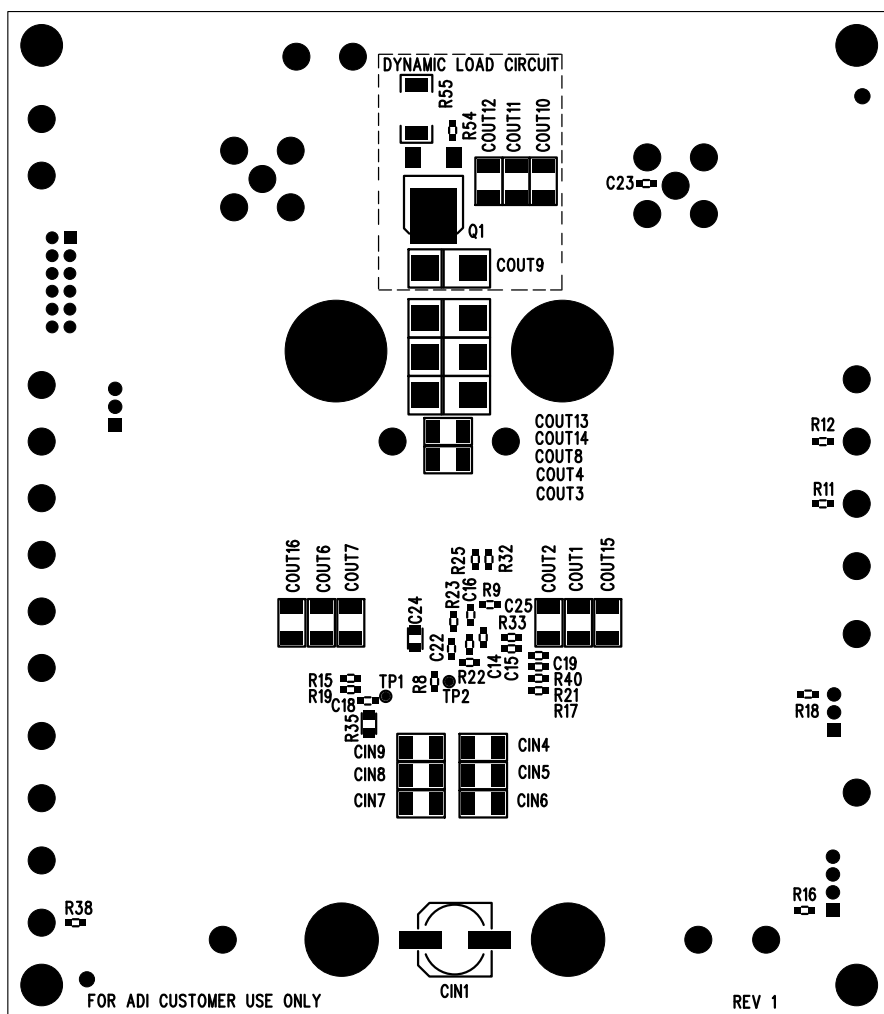 DYNAMIC LOAD CIRCUIT
R55
R54
COUT12
COUT11
COUT10
C23
Q1
COUT9
COUT13
COUT14
COUT8
COUT4
COUT3
R12
R11
COUT16
COUT6
COUT7
R25
R32
COUT2
COUT1
COUT15
C24
R23
C16
R9
C25
R33
C22
C14
C15
C19
R40
R21
R17
R15
R19
C18
TP1
R8
TP2
R22
R35
R18
CIN9
CIN8
CIN7
CIN4
CIN5
CIN6
R16
R38
CIN1
FOR ADI CUSTOMER USE ONLY
REV 1